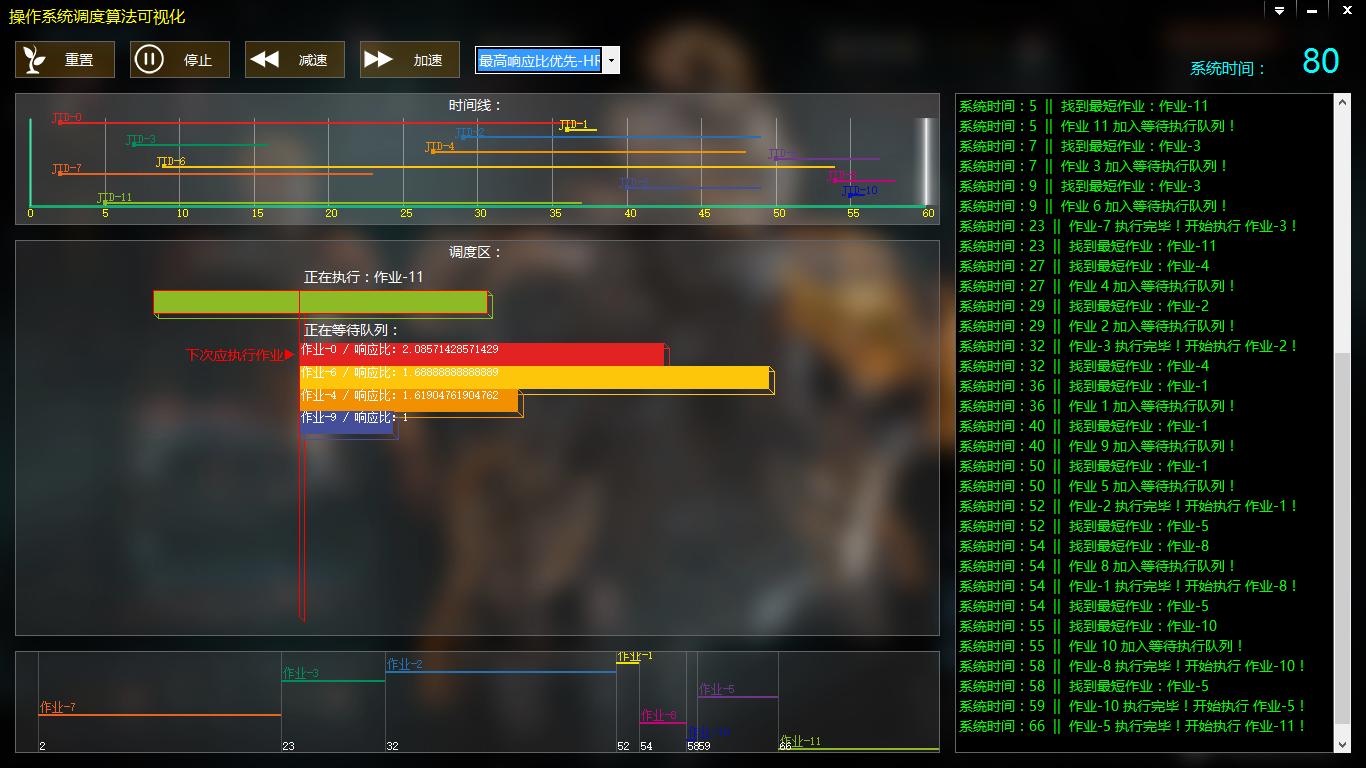 操作系统调度算法可视化
重置
停止
减速
加速
最高响应比优先-HR
系统时间：
80
时间线：
JID-0
JID-1
JID-2
JID-3
JID-4
JID-6
JID-7
JID-10
JID-11
0 5 10 15 20 25 30 35 40 45 50 55 60
调度区：
正在执行：作业-11
正在等待队列：
下次应执行作业
作业-0 / 响应比: 2.08571428571429
作业-6 / 响应比: 1.68888888888889
作业-4 / 响应比: 1.61904761904762
作业-9 / 响应比: 1
作业-1
作业-2
作业-3
作业-5
作业-7
作业-8
作业-11
2 23 32 52 54 58 59 66
系统时间：5 || 找到最短作业：作业-11
系统时间：5 || 作业 11 加入等待执行队列！
系统时间：7 || 找到最短作业：作业-3
系统时间：7 || 作业 3 加入等待执行队列！
系统时间：9 || 找到最短作业：作业-3
系统时间：9 || 作业 6 加入等待执行队列！
系统时间：23 || 作业-7 执行完毕！开始执行 作业-3！
系统时间：23 || 找到最短作业：作业-11
系统时间：27 || 找到最短作业：作业-4
系统时间：27 || 作业 4 加入等待执行队列！
系统时间：29 || 找到最短作业：作业-2
系统时间：29 || 作业 2 加入等待执行队列！
系统时间：32 || 作业-3 执行完毕！开始执行 作业-2！
系统时间：32 || 找到最短作业：作业-4
系统时间：36 || 找到最短作业：作业-1
系统时间：36 || 作业 1 加入等待执行队列！
系统时间：40 || 找到最短作业：作业-1
系统时间：40 || 作业 9 加入等待执行队列！
系统时间：50 || 找到最短作业：作业-1
系统时间：50 || 作业 5 加入等待执行队列！
系统时间：52 || 作业-2 执行完毕！开始执行 作业-1！
系统时间：52 || 找到最短作业：作业-5
系统时间：54 || 找到最短作业：作业-8
系统时间：54 || 作业 8 加入等待执行队列！
系统时间：54 || 作业-1 执行完毕！开始执行 作业-8！
系统时间：54 || 找到最短作业：作业-5
系统时间：55 || 找到最短作业：作业-10
系统时间：55 || 作业 10 加入等待执行队列！
系统时间：58 || 作业-8 执行完毕！开始执行 作业-10！
系统时间：58 || 找到最短作业：作业-5
系统时间：59 || 作业-10 执行完毕！开始执行 作业-5！
系统时间：66 || 作业-5 执行完毕！开始执行 作业-11！